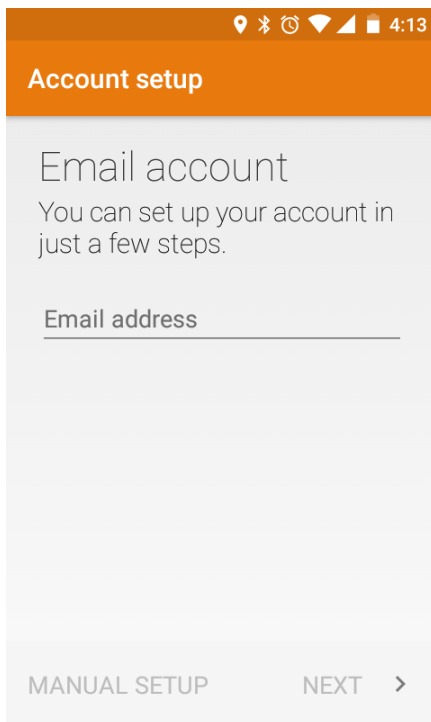 4:13
Account setup
Email account
You can set up your account in
just a few steps.
Email address
MANUAL SETUP NEXT